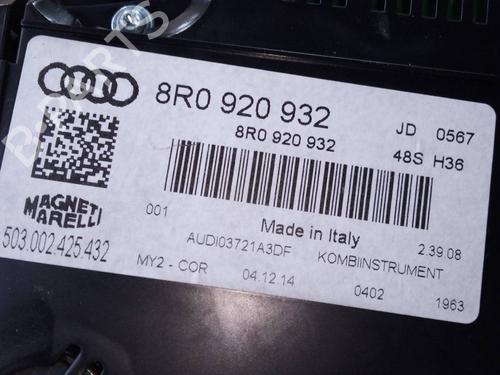 8R0 920 932
JD 0567
8R0 920 932
48S H36
MAGNETI
MARELLI
503.002.425.432
001
Made in Italy
2.39.08
AUDI03721A3DF
KOMBIINSTRUMENT
MY2 - COR
04.12.14
0402
1963